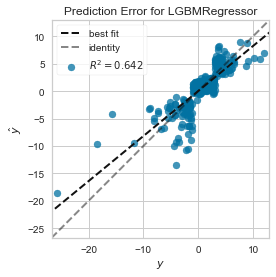 Prediction Error for LGBMRegressor
best fit
identity
R² = 0.642
10
5
0
−5
−10
−15
−20
−25
ŷ
−20
−10
0
10
y